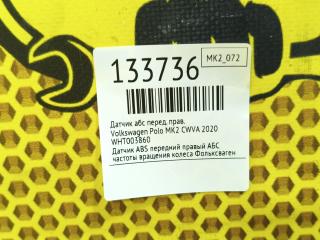 133736
MK2_072
Датчик абс перед. прав.
Volkswagen Polo MK2 CWVA 2020
WHT003860
Датчик ABS передний правый АБС
частоты вращения колеса Фольксваген